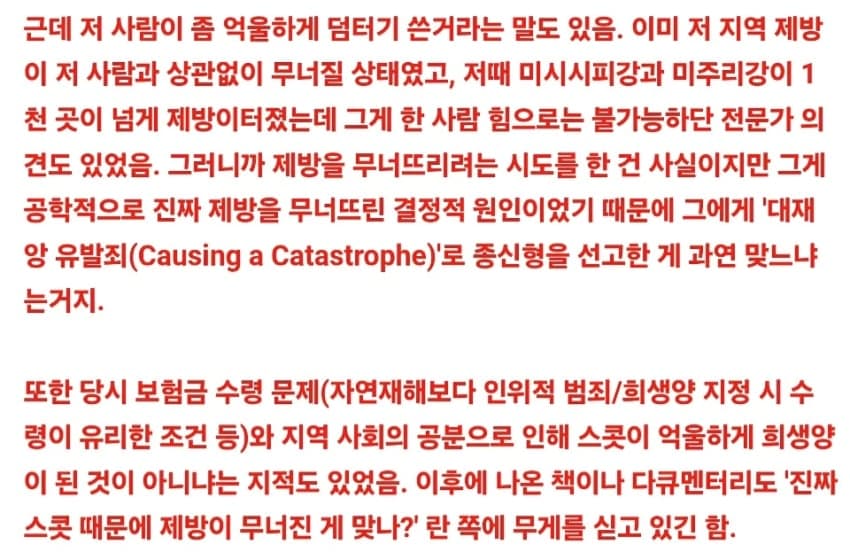 근데 저 사람이 좀 억울하게 덤터기 쓴거라는 말도 있음. 이미 저 지역 제방
이 저 사람과 상관없이 무너질 상태였고, 저때 미시시피강과 미주리강이 1
천 곳이 넘게 제방이터졌는데 그게 한 사람 힘으로는 불가능하단 전문가 의
견도 있었음. 그러니까 제방을 무너뜨리려는 시도를 한 건 사실이지만 그게
공학적으로 진짜 제방을 무너뜨린 결정적 원인이었기 때문에 그에게 '대재
앙 유발죄(Causing a Catastrophe)'로 종신형을 선고한 게 과연 맞느냐
는거지.
또한 당시 보험금 수령 문제(자연재해보다 인위적 범죄/희생양 지정 시 수
령이 유리한 조건 등)와 지역 사회의 공분으로 인해 스콧이 억울하게 희생양
이 된 것이 아니냐는 지적도 있었음. 이후에 나온 책이나 다큐멘터리도 '진짜
스콧 때문에 제방이 무너진 게 맞나?' 란 쪽에 무게를 싣고 있긴 함.